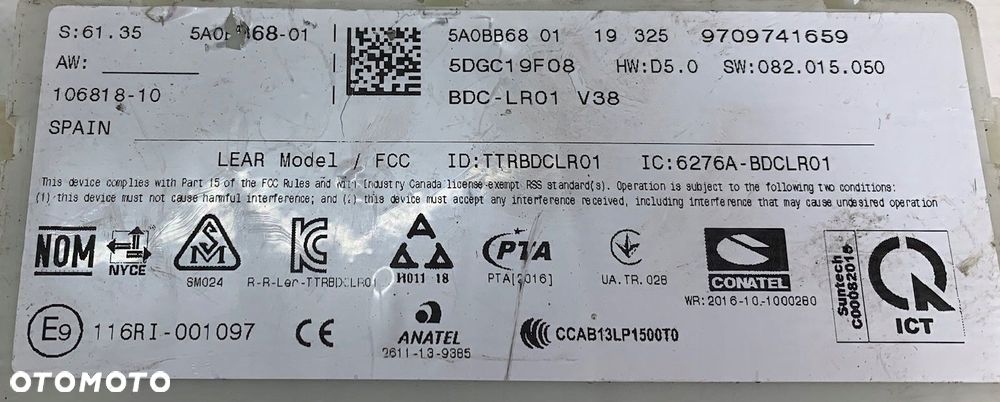 S:61.35 5A0BB68-01 5A0BB68 01 19 325 9709741659
AW: 5DGC19F08 HW:D5.0 SW:082.015.050
106818-10 BDC-LR01 V38
SPAIN
LEAR Model / FCC ID:TTRBDCLR01 IC:6276A-BDCLR01
This device complies with Part 15 of the FCC Rules and with Industry Canada license-exempt RSS standard(s). Operation is subject to the following two conditions:
(1) this device must not cause harmful interference; and (2) this device must accept any interference received, including interference that may cause undesired operation
NOM NYCE SM024 R-R-Ler-TTRBDCLR01 A H011 18 PTA PTA[2016] UA.TR.028 CONATEL WR:2016-10-1000280 Suntech C00082015 ICT
E9 116RI-001097 CE ANATEL 2611-13-9385 CCAB13LP1500T0
OTOMOTO